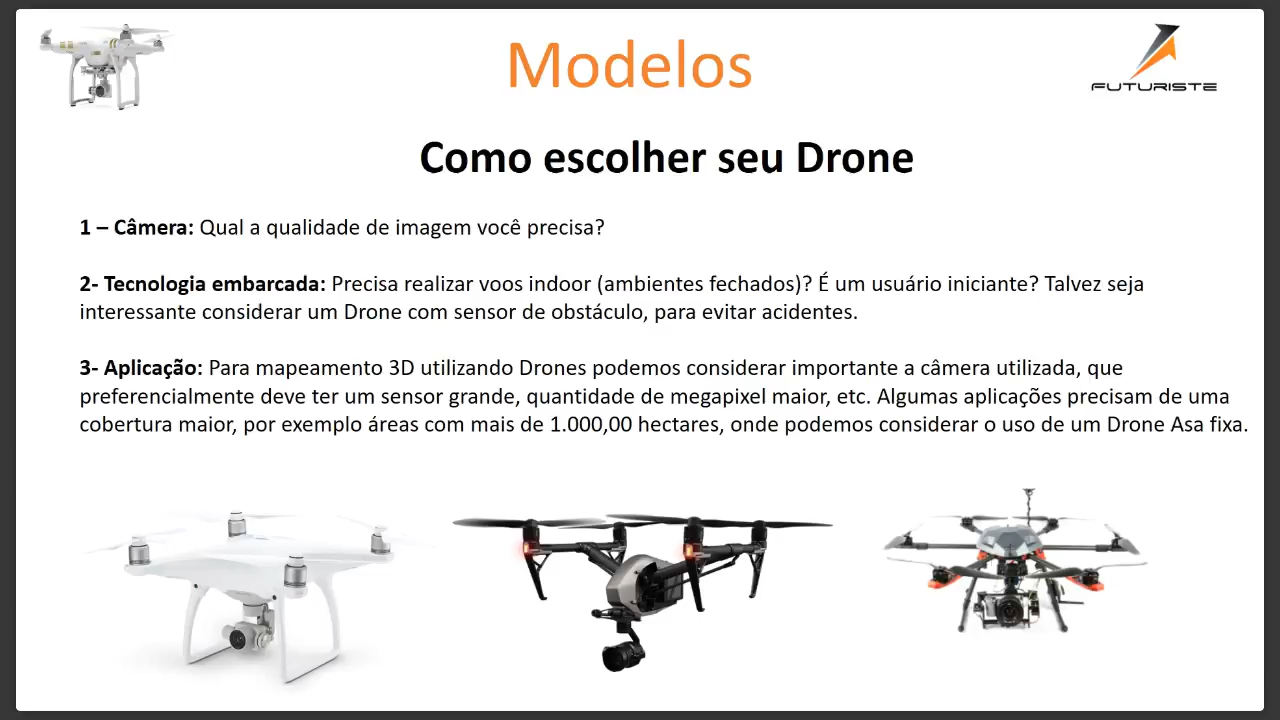 Modelos
FUTURISTE
Como escolher seu Drone
1 – Câmera: Qual a qualidade de imagem você precisa?
2- Tecnologia embarcada: Precisa realizar voos indoor (ambientes fechados)? É um usuário iniciante? Talvez seja
interessante considerar um Drone com sensor de obstáculo, para evitar acidentes.
3- Aplicação: Para mapeamento 3D utilizando Drones podemos considerar importante a câmera utilizada, que
preferencialmente deve ter um sensor grande, quantidade de megapixel maior, etc. Algumas aplicações precisam de uma
cobertura maior, por exemplo áreas com mais de 1.000,00 hectares, onde podemos considerar o uso de um Drone Asa fixa.